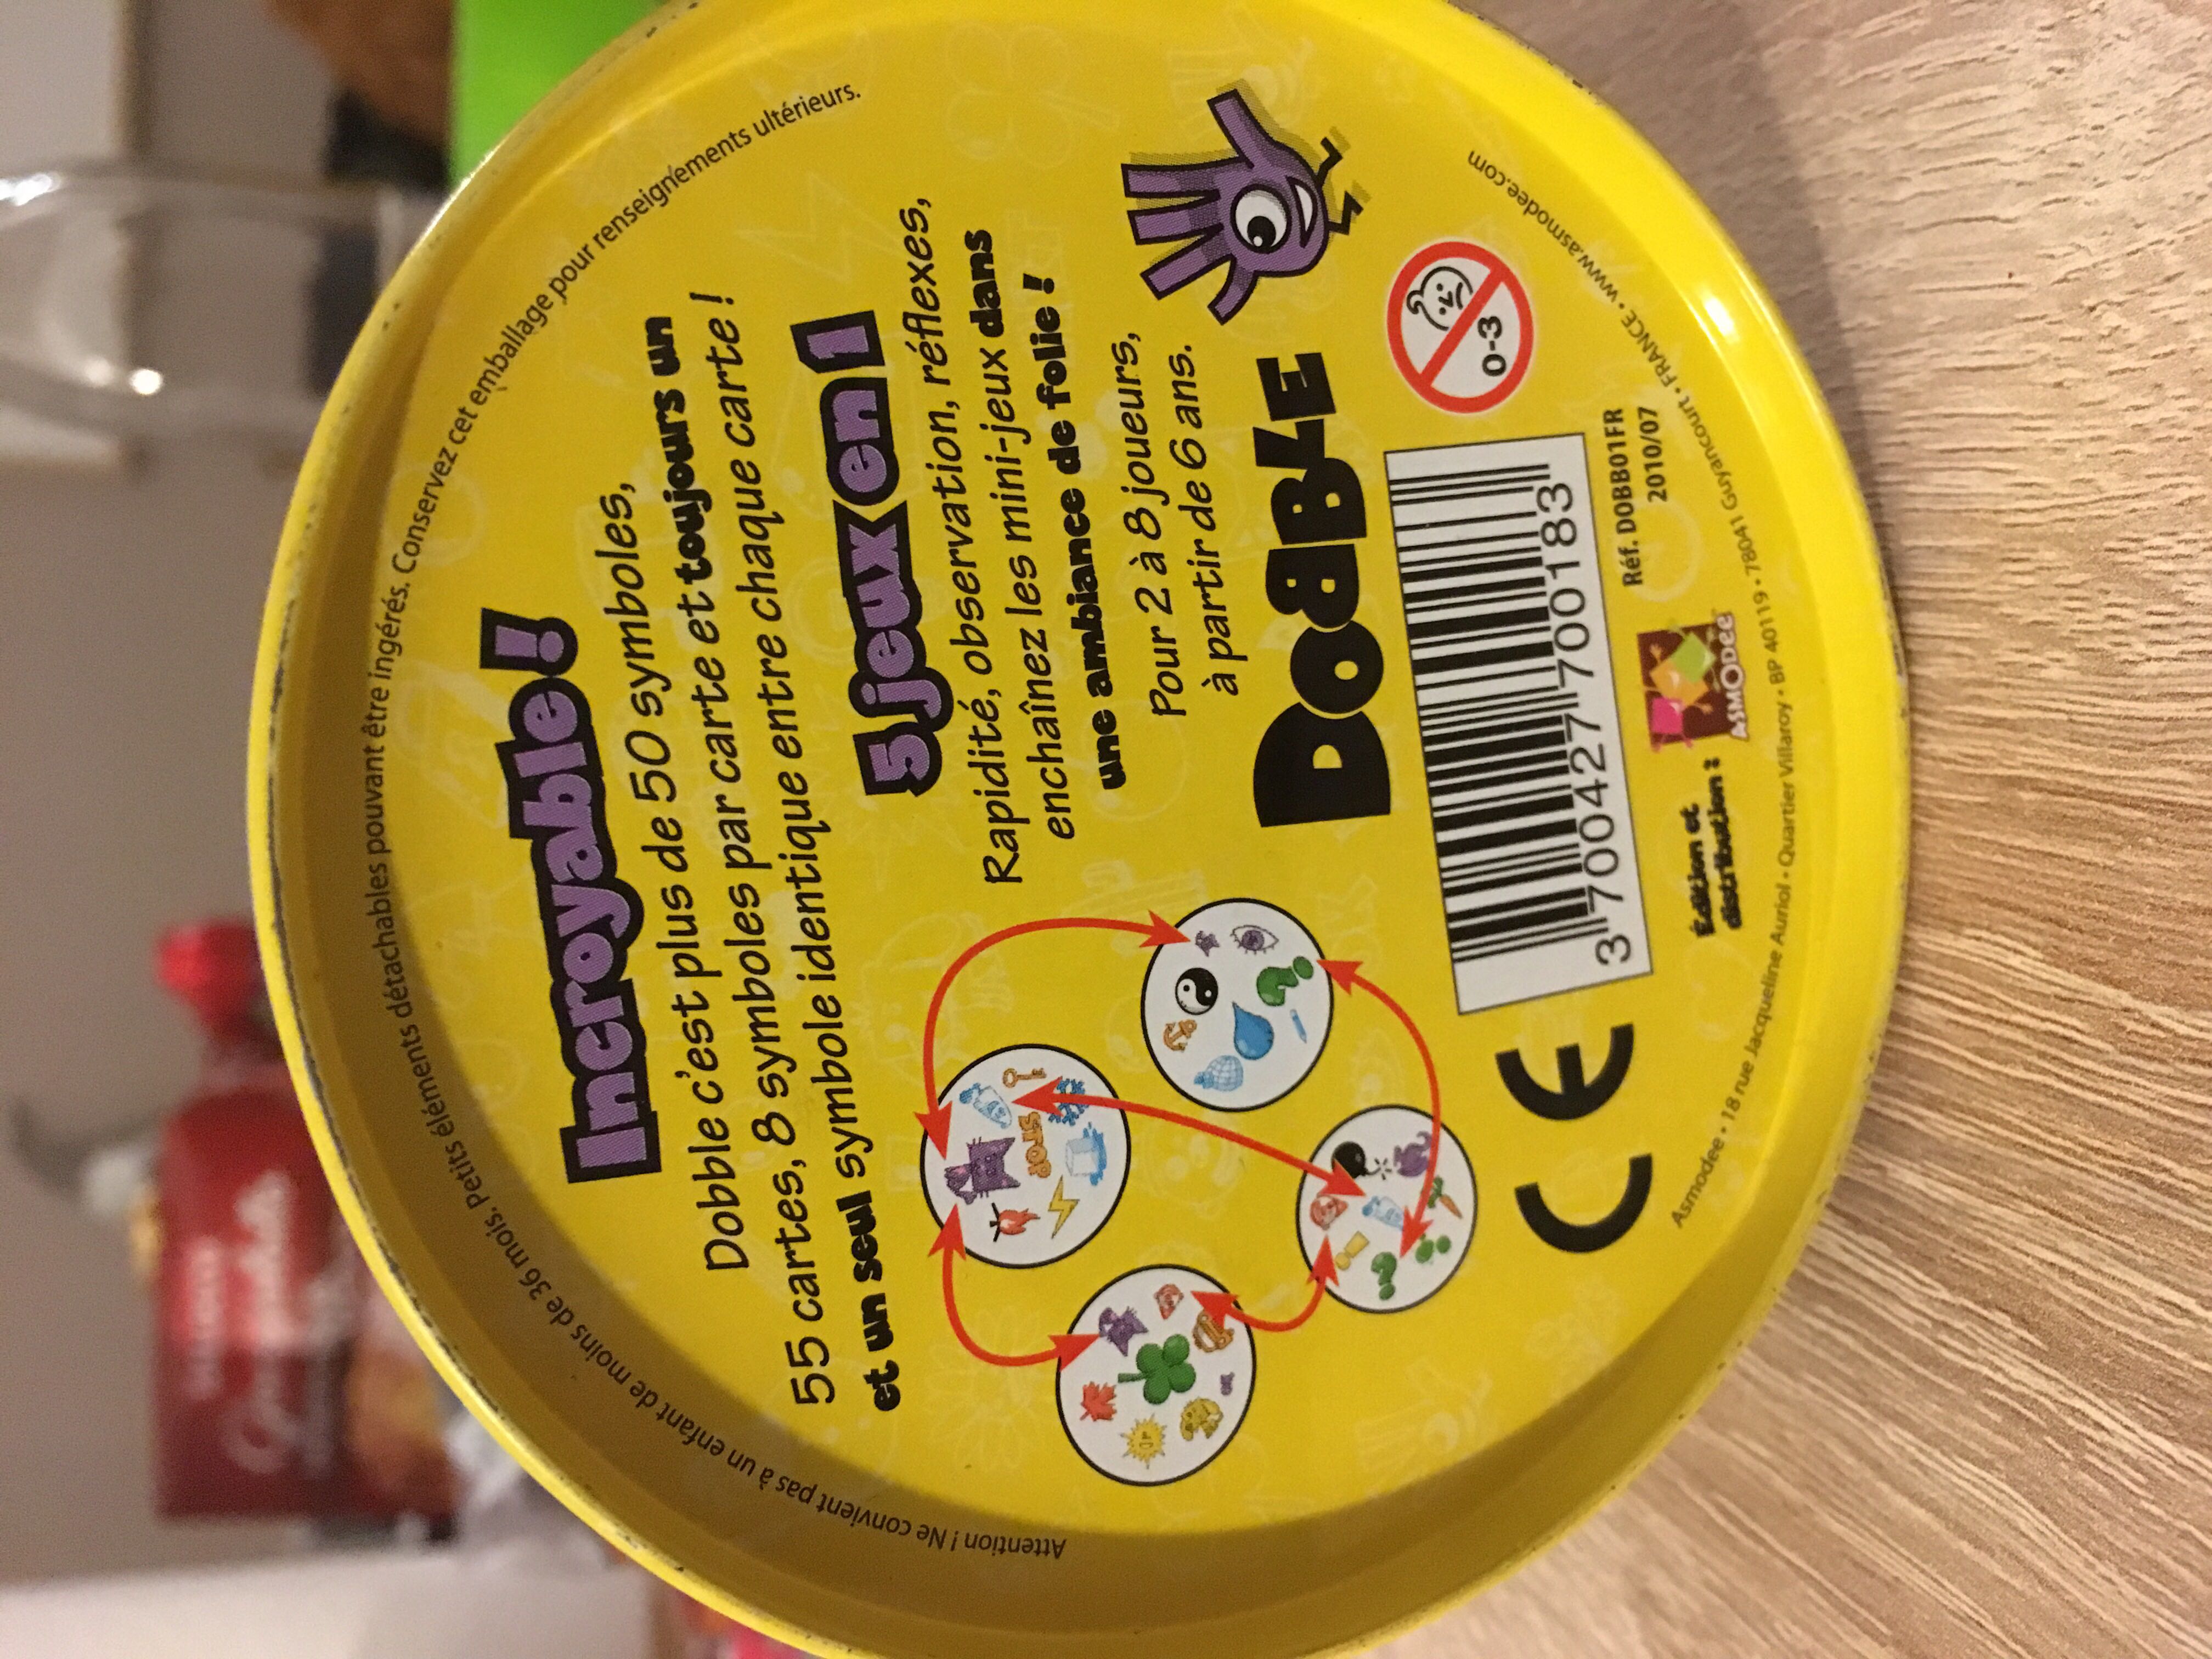 Attention ! Ne convient pas à un enfant de moins de 36 mois. Petits éléments détachables pouvant être ingérés. Conservez cet emballage pour renseignements ultérieurs.
Incroyable !
Dobble c'est plus de 50 symboles,
55 cartes, 8 symboles par carte et toujours un
et un seul symbole identique entre chaque carte !
5 jeux en 1
Rapidité, observation, réflexes,
enchaînez les mini-jeux dans
une ambiance de folie !
Pour 2 à 8 joueurs,
à partir de 6 ans.
STOP
DOBBLE
0-3
CE
3 700427 700183
Réf. DOBB01FR
2010/07
Édition et
distribution :
ASMODEE
Asmodee • 18 rue Jacqueline Auriol • Quartier Villaroy • BP 40119 • 78041 Guyancourt • FRANCE • www.asmodee.com